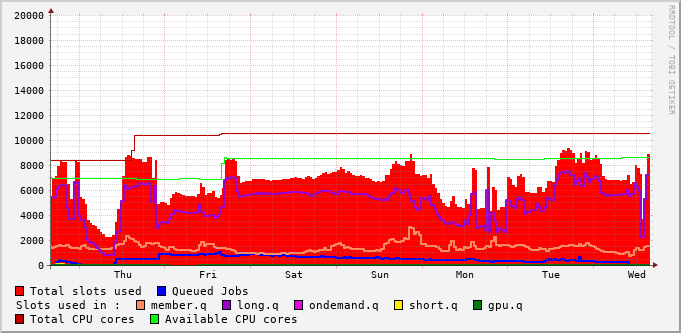 20000
18000
16000
14000
12000
10000
8000
6000
4000
2000
0
Thu Fri Sat Sun Mon Tue Wed
RRDTOOL / TOBI OETIKER
Total slots used Queued Jobs
Slots used in : member.q long.q ondemand.q short.q gpu.q
Total CPU cores Available CPU cores